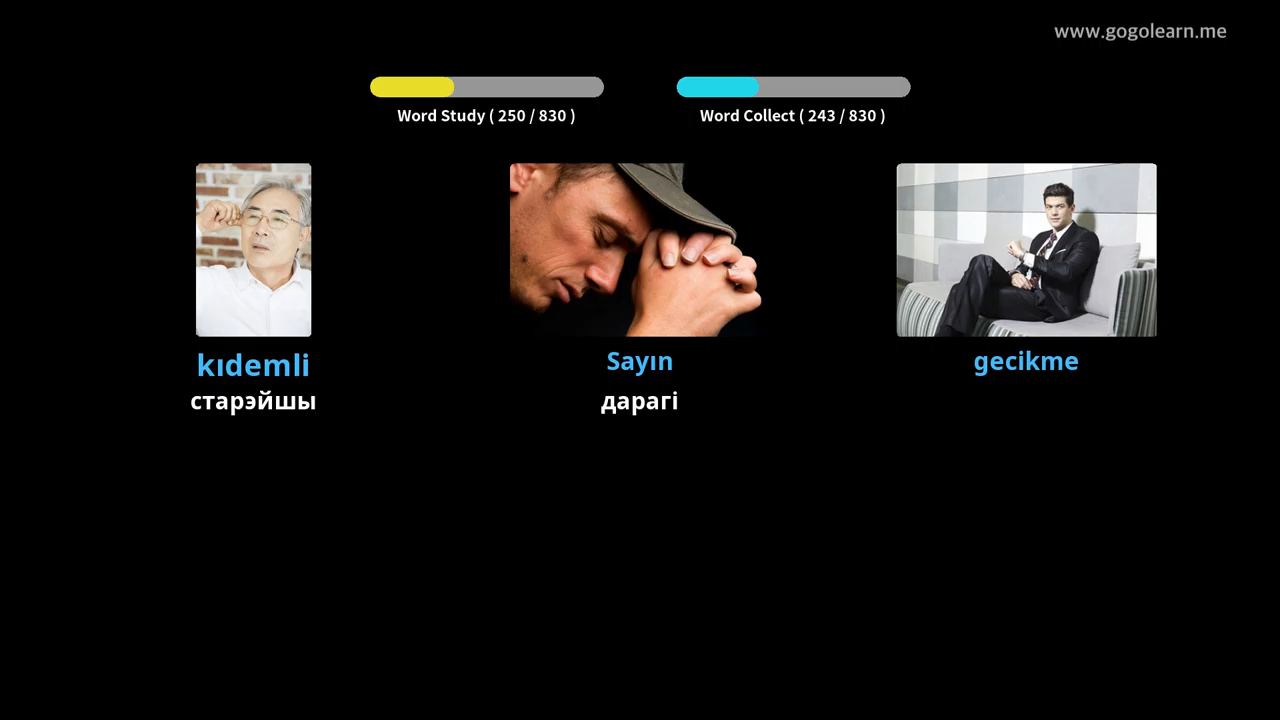 www.gogolearn.me
Word Study ( 250 / 830 )
Word Collect ( 243 / 830 )
kıdemli
старэйшы
Sayın
дарагі
gecikme